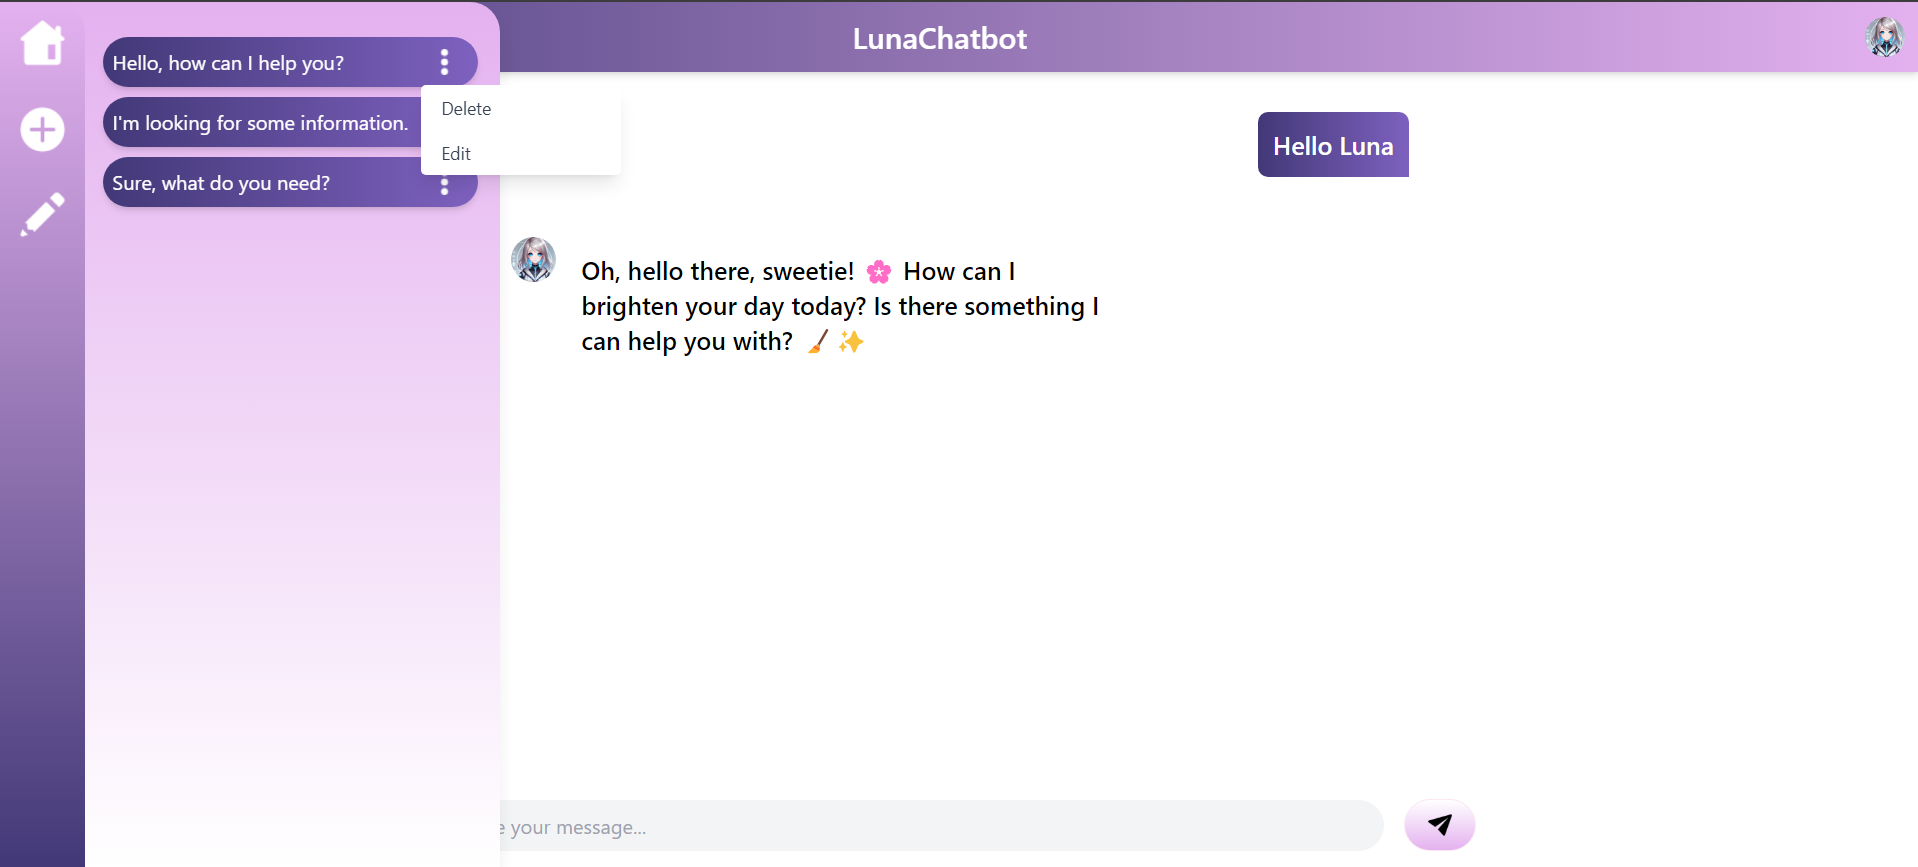 LunaChatbot
Hello, how can I help you?
Delete
I'm looking for some information.
Edit
Sure, what do you need?
Hello Luna
Oh, hello there, sweetie! 🌸 How can I
brighten your day today? Is there something I
can help you with? 🖌️ ✨
e your message...